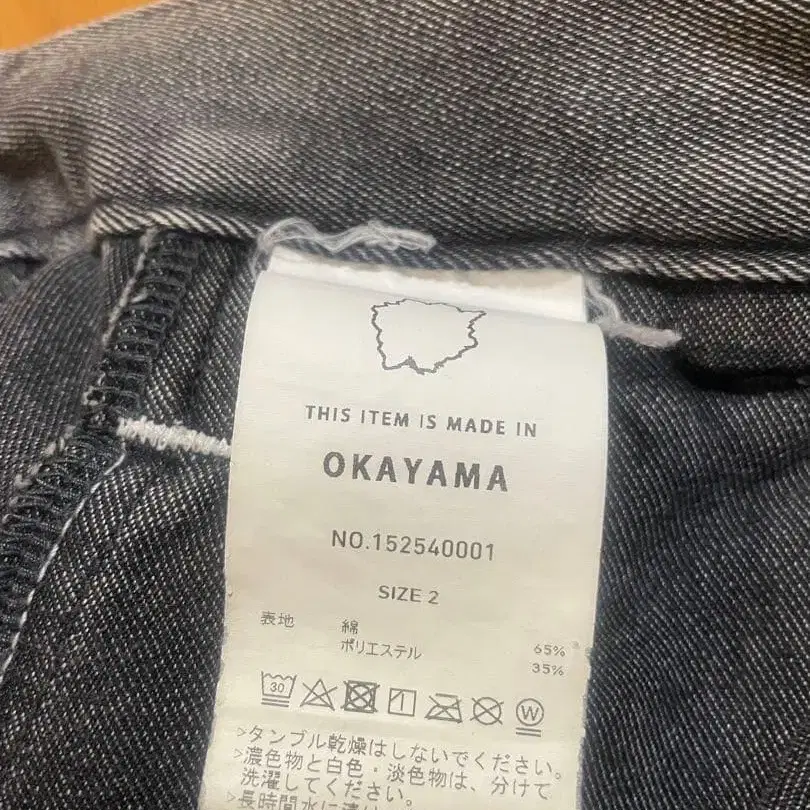 THIS ITEM IS MADE IN
OKAYAMA
NO.152540001
SIZE 2
表地 綿 65%
ポリエステル 35%
30 W
>タンブル乾燥はしないでください。
>濃色物と白色・淡色物は、分けて
洗濯してください。
>長時間水に